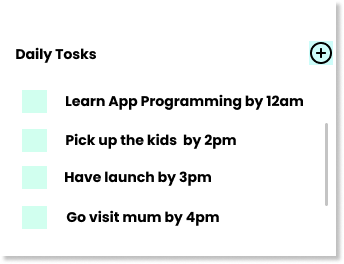 Daily Tosks
Learn App Programming by 12am
Pick up the kids by 2pm
Have launch by 3pm
Go visit mum by 4pm